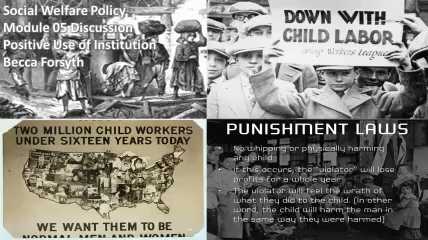 Social Welfare Policy
Module 05 Discussion
Positive Use of Institution
Becca Forsyth
DOWN WITH
CHILD LABOR
Workers League
TWO MILLION CHILD WORKERS
UNDER SIXTEEN YEARS TODAY
WE WANT THEM TO BE
NORMAL MEN AND WOMEN
PUNISHMENT LAWS
• No whipping or physically harming
any child
• If this occurs, the "violator" will lose
profits for a whole year
• The violator will feel the wrath of
what they did to the child. (In other
word, the child will harm the man in
the same way they were harmed)